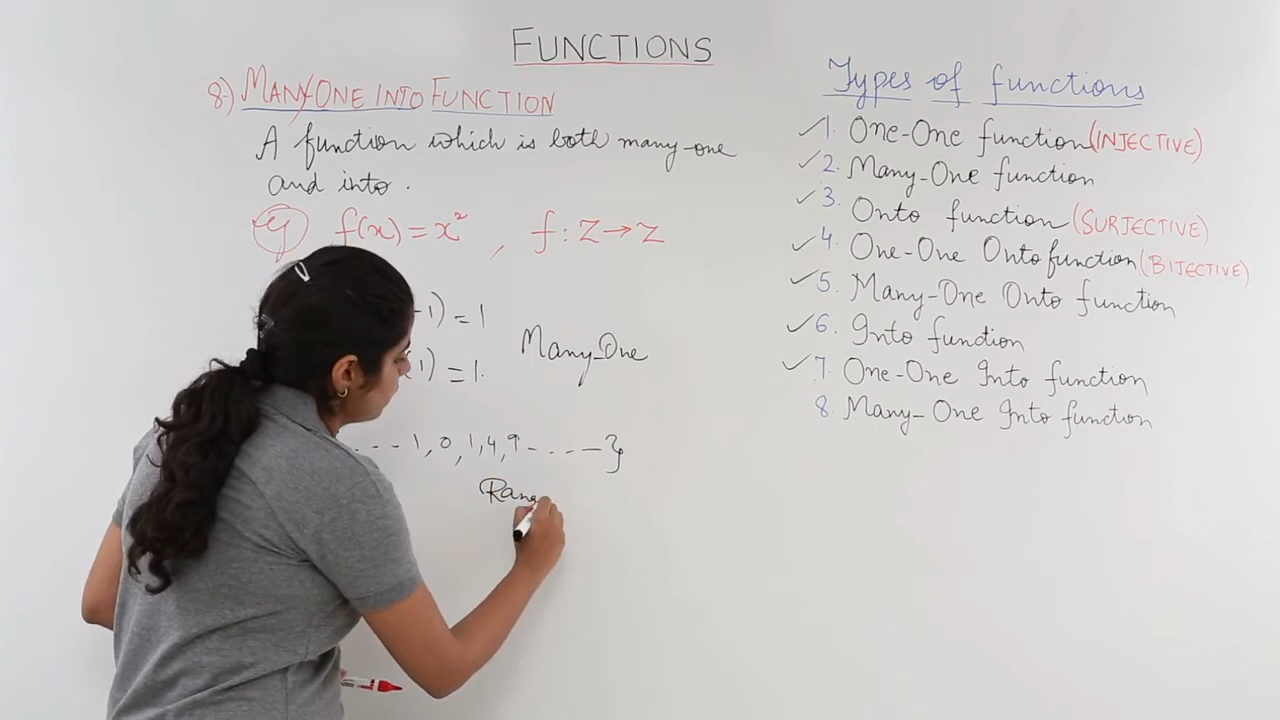 FUNCTIONS
8) MANY-ONE INTO FUNCTION
A function which is both many-one
and into.
Eg f(x) = x² , f : Z → Z
-1) = 1
Many-One
1) = 1.
... - - 1, 0, 1, 4, 9 - . . . - }
Rang
Types of functions
✓ 1. One-One function (INJECTIVE)
✓ 2. Many-One function.
✓ 3. Onto function (SURJECTIVE)
✓ 4. One-One Onto function (BIJECTIVE)
✓ 5. Many-One Onto function
✓ 6. Into function
✓ 7. One-One Into function
8. Many-One Into function